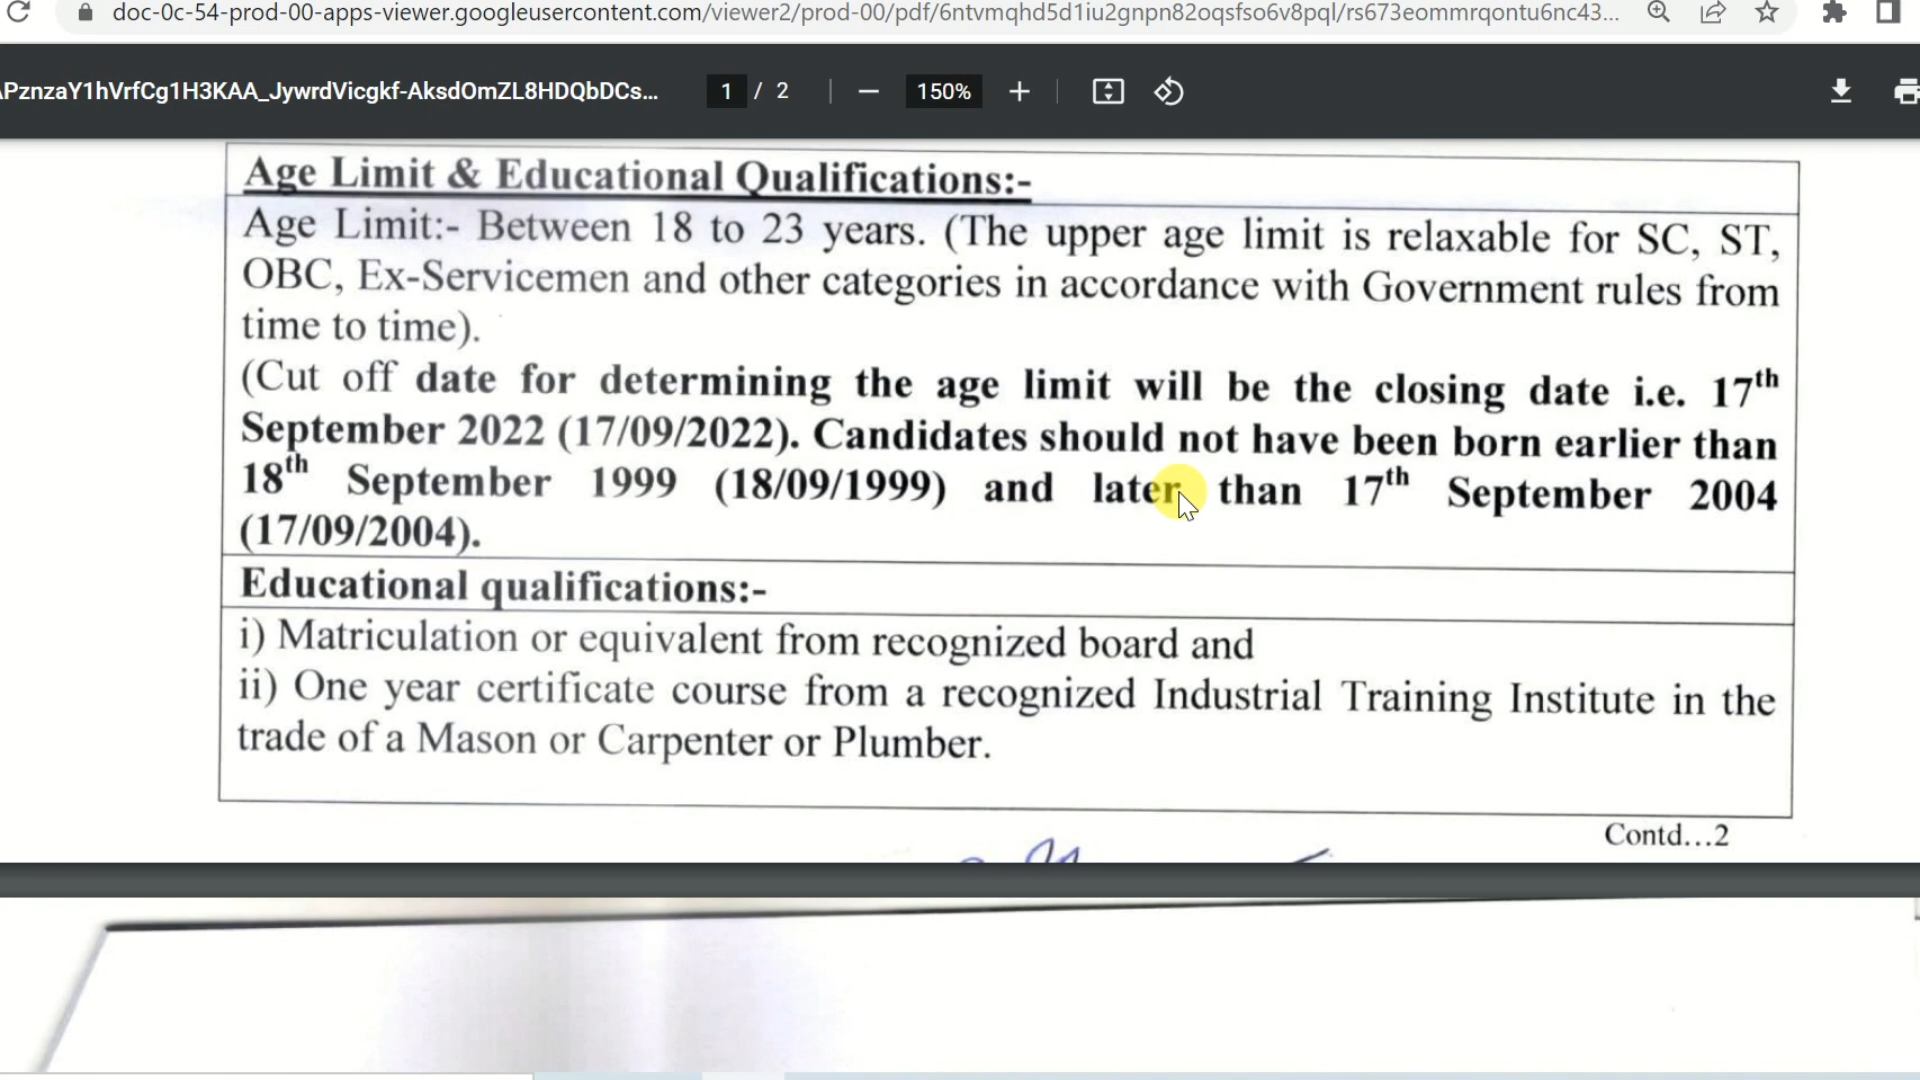 doc-0c-54-prod-00-apps-viewer.googleusercontent.com/viewer2/prod-00/pdf/6ntvmqhd5d1iu2gnpn82oqsfso6v8pql/rs673eommrqontu6nc43...
PznzaY1hVrfCg1H3KAA_JywrdVicgkf-AksdOmZL8HDQbDCs... 1 / 2 150%
Age Limit & Educational Qualifications:-
Age Limit:- Between 18 to 23 years. (The upper age limit is relaxable for SC, ST,
OBC, Ex-Servicemen and other categories in accordance with Government rules from
time to time).
(Cut off date for determining the age limit will be the closing date i.e. 17th
September 2022 (17/09/2022). Candidates should not have been born earlier than
18th September 1999 (18/09/1999) and later than 17th September 2004
(17/09/2004).
Educational qualifications:-
i) Matriculation or equivalent from recognized board and
ii) One year certificate course from a recognized Industrial Training Institute in the
trade of a Mason or Carpenter or Plumber.
Contd...2